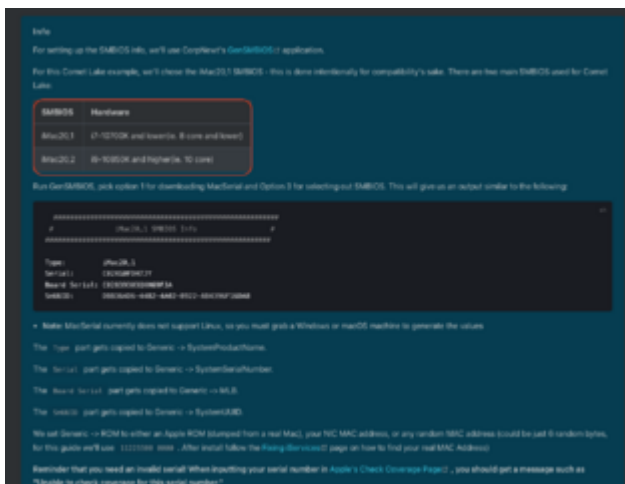 Info
For setting up the SMBIOS info, we'll use CorpNewt's GenSMBIOS application.
For this Comet Lake example, we'll chose the iMac20,1 SMBIOS - this is done intentionally for compatibility's sake. There are two main SMBIOS used for Comet
Lake:
SMBIOS Hardware
iMac20,1 i7-10700K and lower(ie. 8 core and lower)
iMac20,2 i9-10850K and higher(ie. 10 core)
Run GenSMBIOS, pick option 1 for downloading MacSerial and Option 3 for selecting out SMBIOS. This will give us an output similar to the following:
# iMac20,1 SMBIOS Info #
Type: iMac20,1
Serial:
Board Serial:
SmUUID:
• Note: MacSerial currently does not support Linux, so you must grab a Windows or macOS machine to generate the values
The Type part gets copied to Generic -> SystemProductName.
The Serial part gets copied to Generic -> SystemSerialNumber.
The Board Serial part gets copied to Generic -> MLB.
The SmUUID part gets copied to Generic -> SystemUUID.
We set Generic -> ROM to either an Apple ROM (dumped from a real Mac), your NIC MAC address, or any random MAC address (could be just 6 random bytes,
for this guide we'll use 11223300 0000 . After install follow the Fixing iServices page on how to find your real MAC Address)
Reminder that you need an invalid serial! When inputting your serial number in Apple's Check Coverage Page , you should get a message such as
"Unable to check coverage for this serial number."